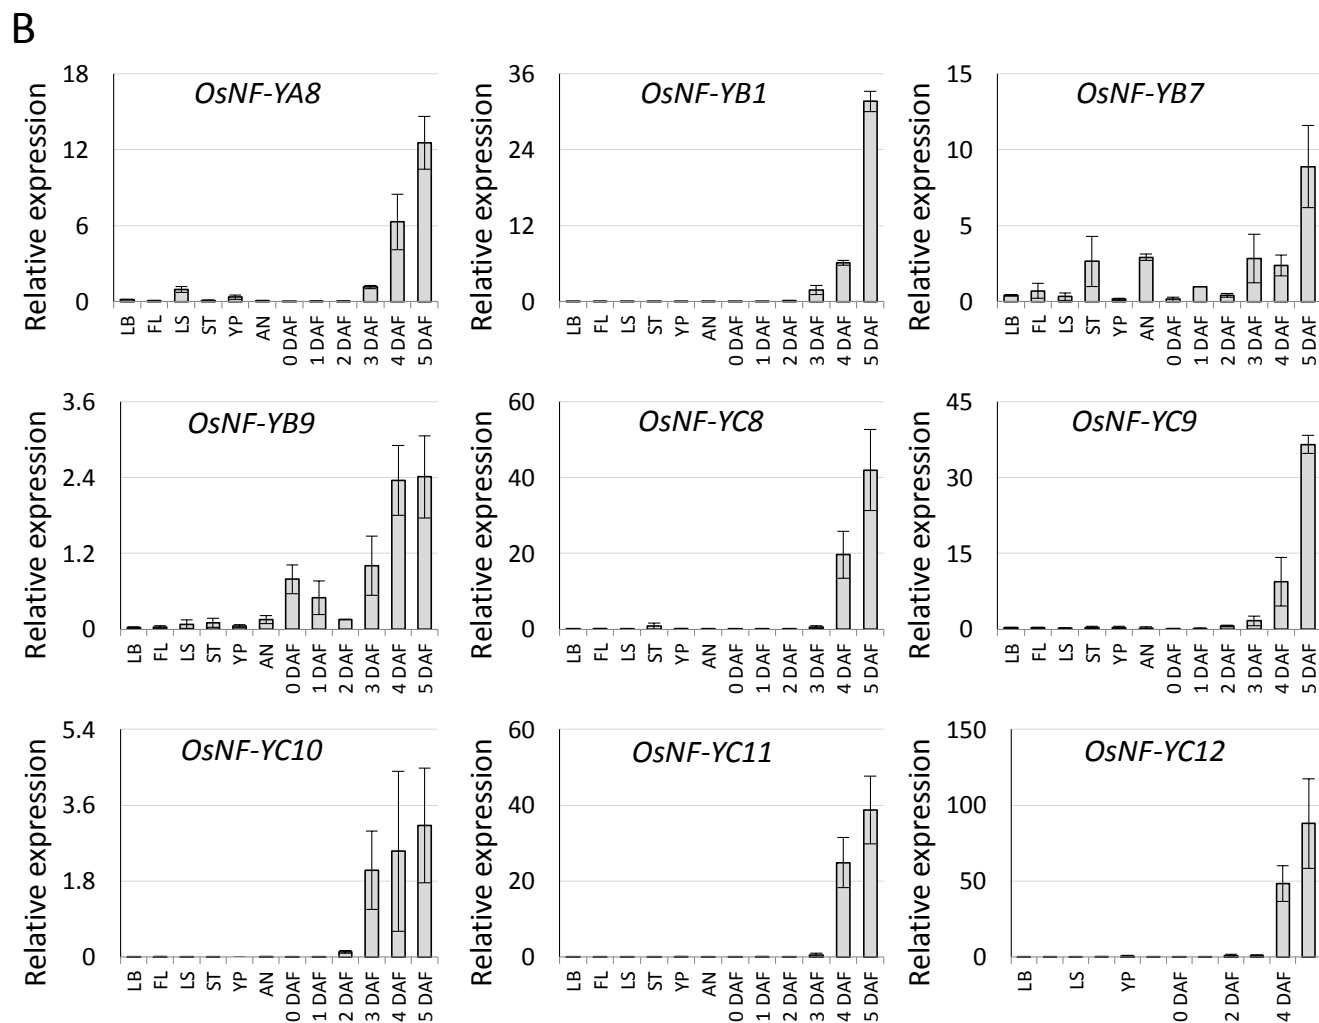 B
OsNF-YA8
Relative expression
18
12
6
0
LB FL LS ST YP AN 0 DAF 1 DAF 2 DAF 3 DAF 4 DAF 5 DAF
OsNF-YB1
Relative expression
36
24
12
0
LB FL LS ST YP AN 0 DAF 1 DAF 2 DAF 3 DAF 4 DAF 5 DAF
OsNF-YB7
Relative expression
15
10
5
0
LB FL LS ST YP AN 0 DAF 1 DAF 2 DAF 3 DAF 4 DAF 5 DAF
OsNF-YB9
Relative expression
3.6
2.4
1.2
0
LB FL LS ST YP AN 0 DAF 1 DAF 2 DAF 3 DAF 4 DAF 5 DAF
OsNF-YC8
Relative expression
60
40
20
0
LB FL LS ST YP AN 0 DAF 1 DAF 2 DAF 3 DAF 4 DAF 5 DAF
OsNF-YC9
Relative expression
45
30
15
0
LB FL LS ST YP AN 0 DAF 1 DAF 2 DAF 3 DAF 4 DAF 5 DAF
OsNF-YC10
Relative expression
5.4
3.6
1.8
0
LB FL LS ST YP AN 0 DAF 1 DAF 2 DAF 3 DAF 4 DAF 5 DAF
OsNF-YC11
Relative expression
60
40
20
0
LB FL LS ST YP AN 0 DAF 1 DAF 2 DAF 3 DAF 4 DAF 5 DAF
OsNF-YC12
Relative expression
150
100
50
0
LB LS YP 0 DAF 2 DAF 4 DAF